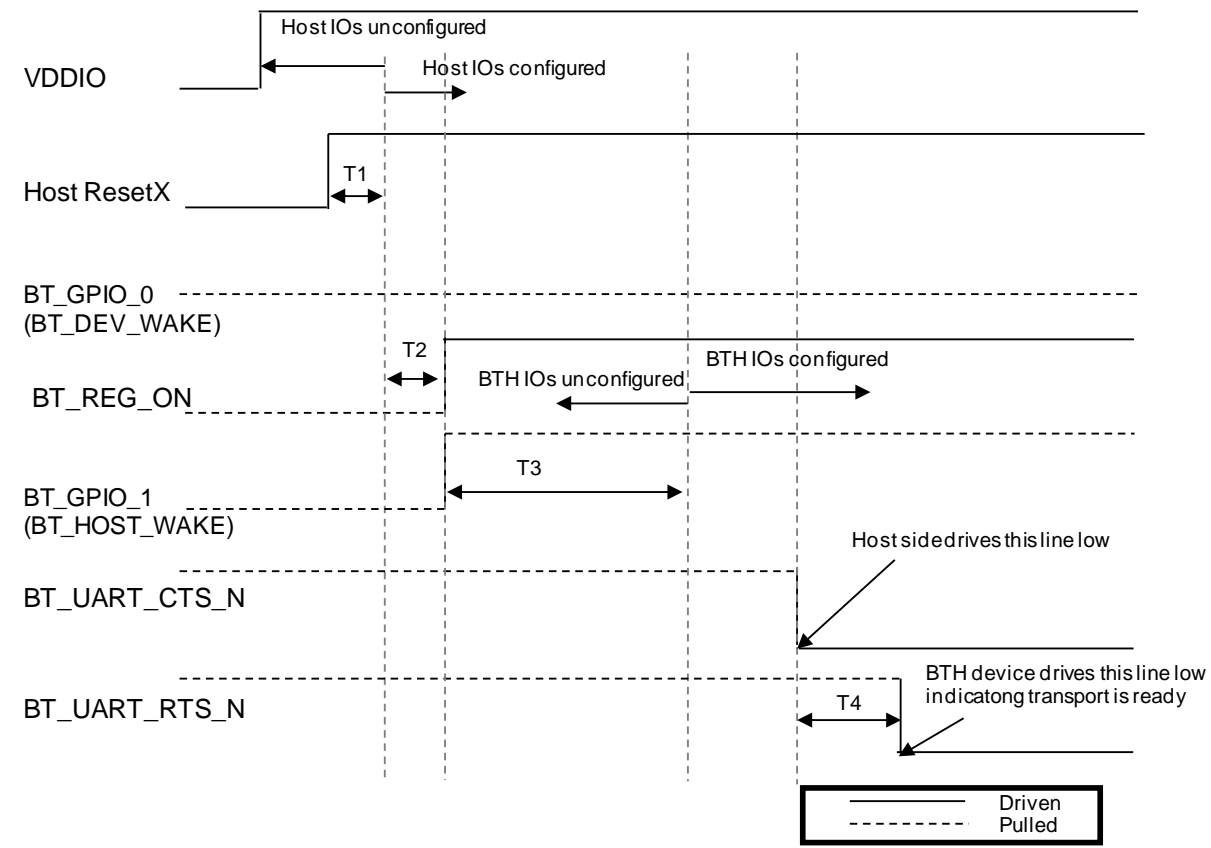 Host IOs unconfigured
Host IOs configured
VDDIO
T1
Host ResetX
BT_GPIO_0
(BT_DEV_WAKE)
T2
BTH IOs configured
BTH IOs unconfigured
BT_REG_ON
T3
BT_GPIO_1
(BT_HOST_WAKE)
Host side drives this line low
BT_UART_CTS_N
BTH device drives this line low
indicatong transport is ready
BT_UART_RTS_N
T4
Driven
Pulled